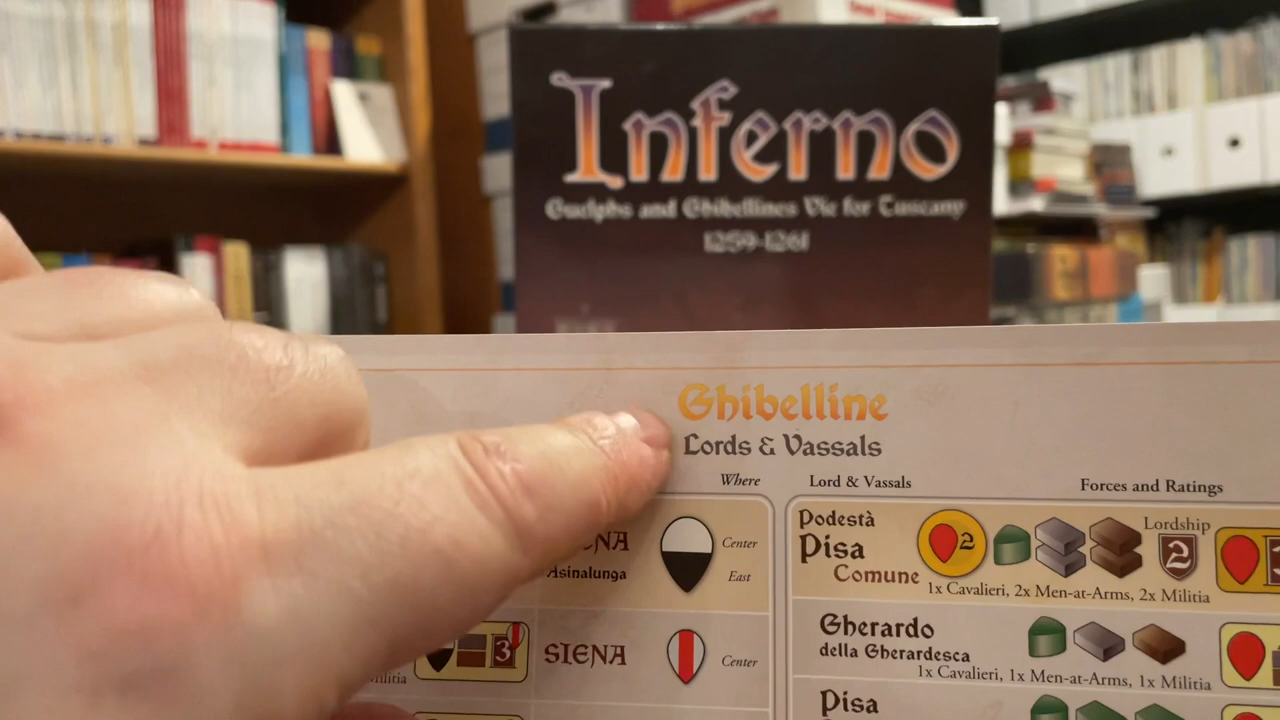 Inferno
Guelphs and Ghibellines Vie for Tuscany
1259-1261
Ghibelline
Lords & Vassals
Where
Lord & Vassals
Forces and Ratings
Asinalunga
Center
East
Podestà
Pisa
Comune
2
Lordship
2
1x Cavalieri, 2x Men-at-Arms, 2x Militia
3
SIENA
Center
Gherardo
della Gherardesca
1x Cavalieri, 1x Men-at-Arms, 1x Militia
Pisa